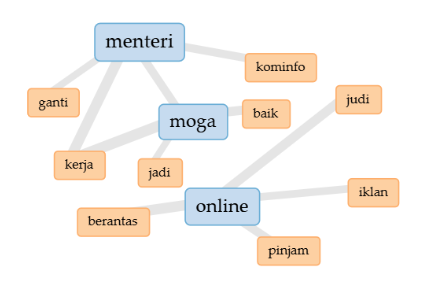 menteri
kominfo
ganti
judi
baik
moga
kerja
jadi
iklan
online
berantas
pinjam